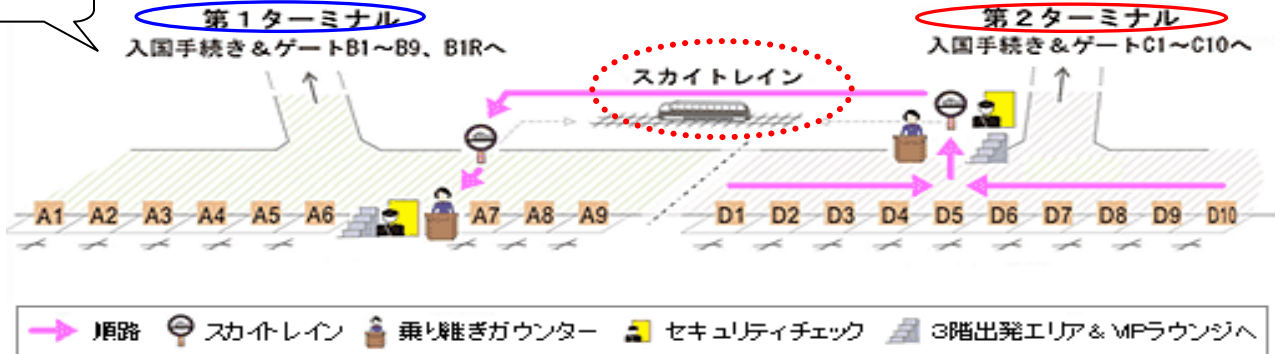 第1ターミナル
入国手続き&ゲートB1～B9、B1Rへ
第2ターミナル
入国手続き&ゲートC1～C10へ
スカイトレイン
A1 A2 A3 A4 A5 A6 A7 A8 A9
D1 D2 D3 D4 D5 D6 D7 D8 D9 D10
順路 スカイトレイン 乗り継ぎカウンター セキュリティチェック 3階出発エリア&VIPラウンジへ